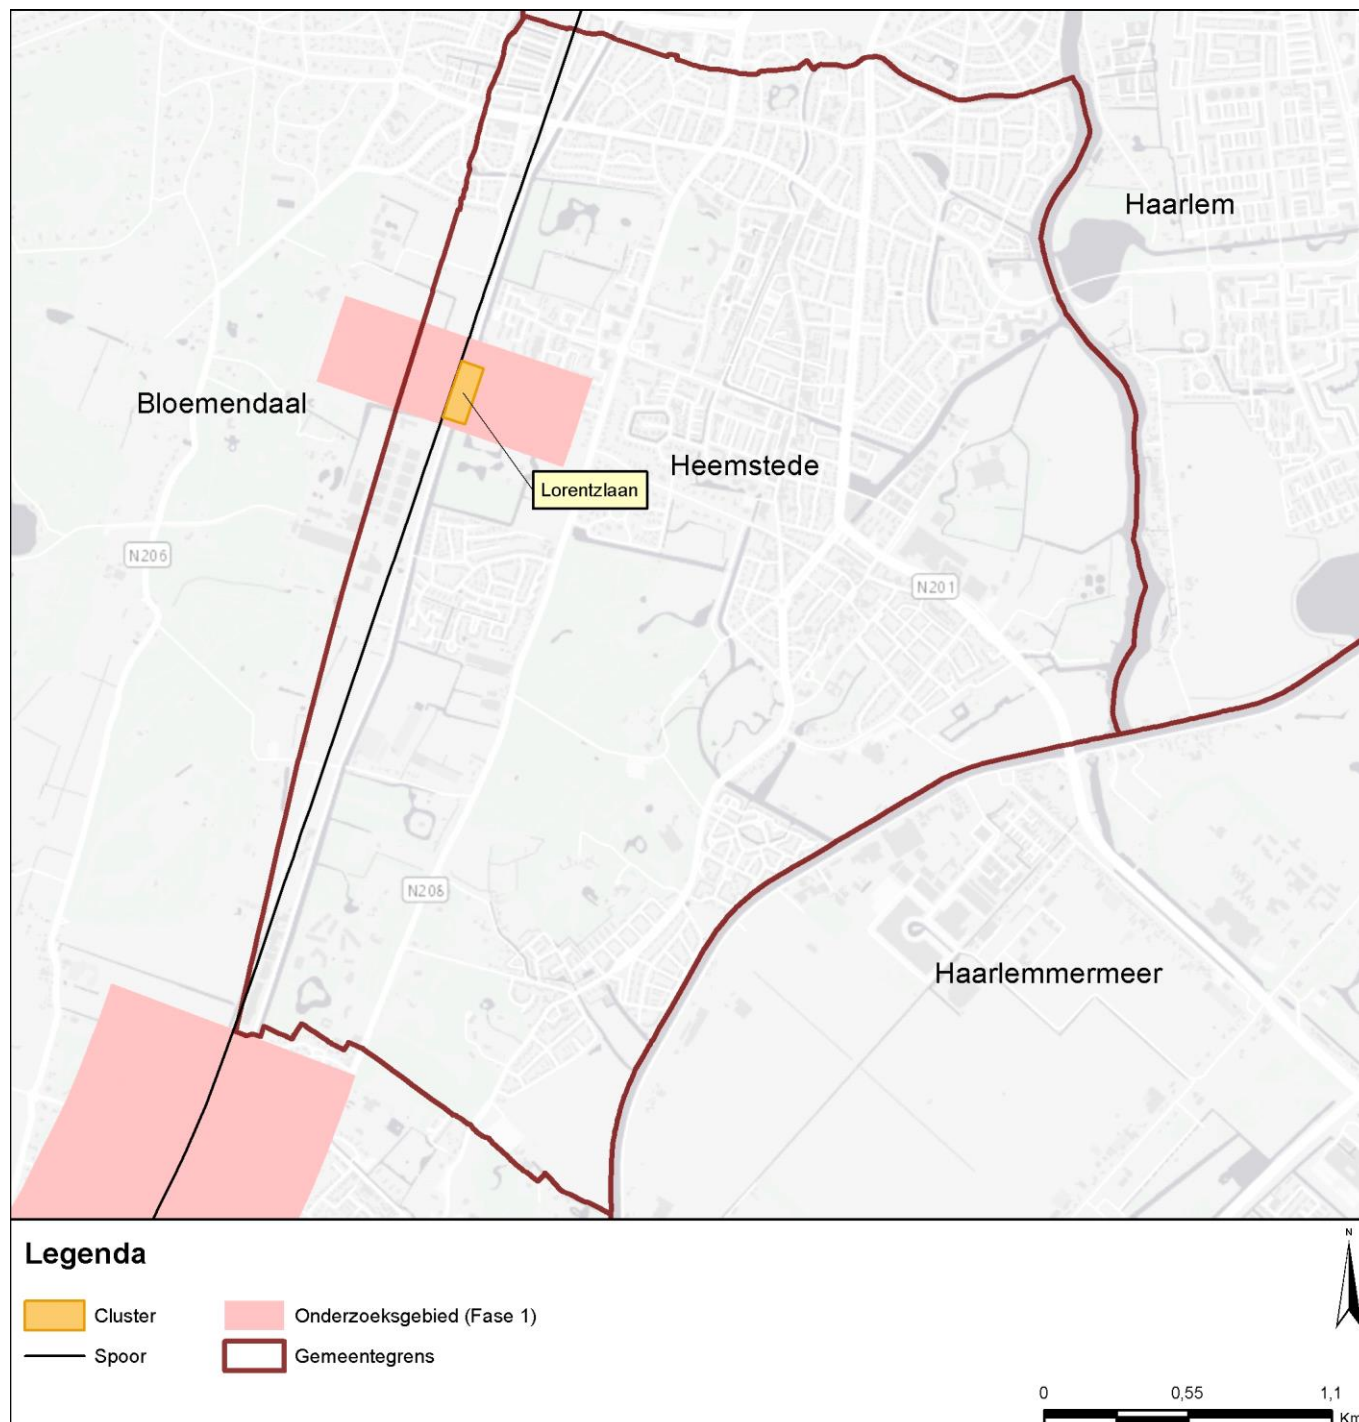 Haarlem
Bloemendaal
Heemstede
Lorentzlaan
N206
N201
N208
Haarlemmermeer
Legenda
N
Cluster
Onderzoeksgebied (Fase 1)
Spoor
Gemeentegrens
0 0,55 1,1
Km